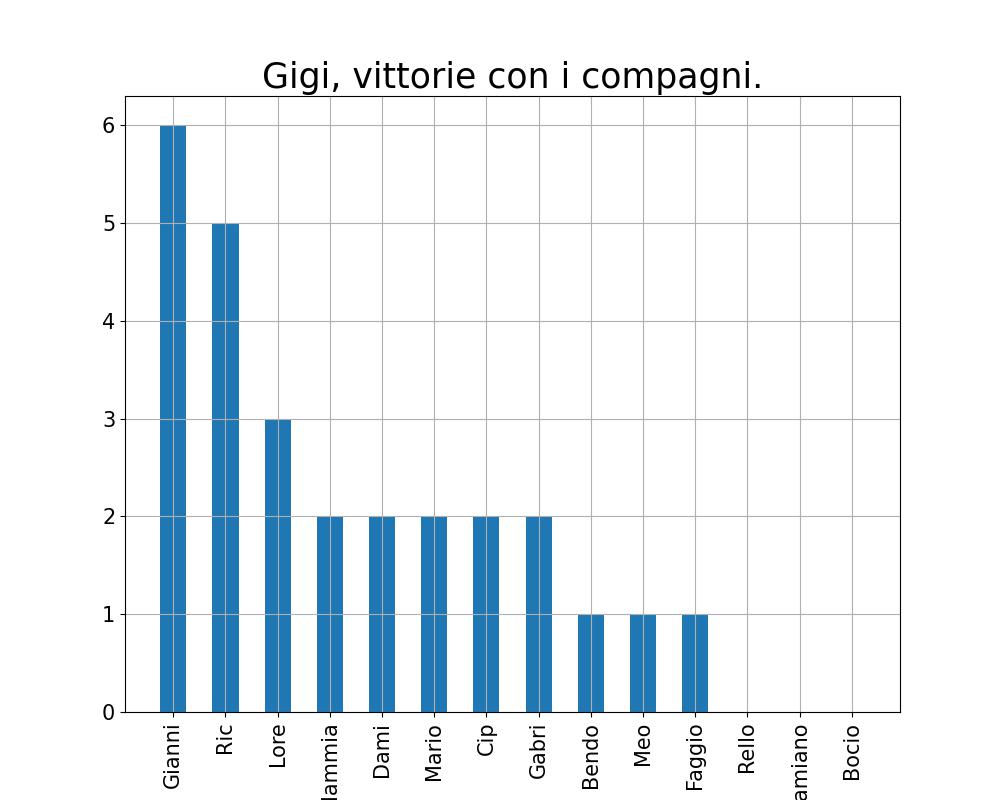 Gigi, vittorie con i compagni.
6
5
4
3
2
1
0
Gianni
Ric
Lore
Dami
Mario
Cip
Gabri
Bendo
Meo
Faggio
Rello
amiano
Bocio